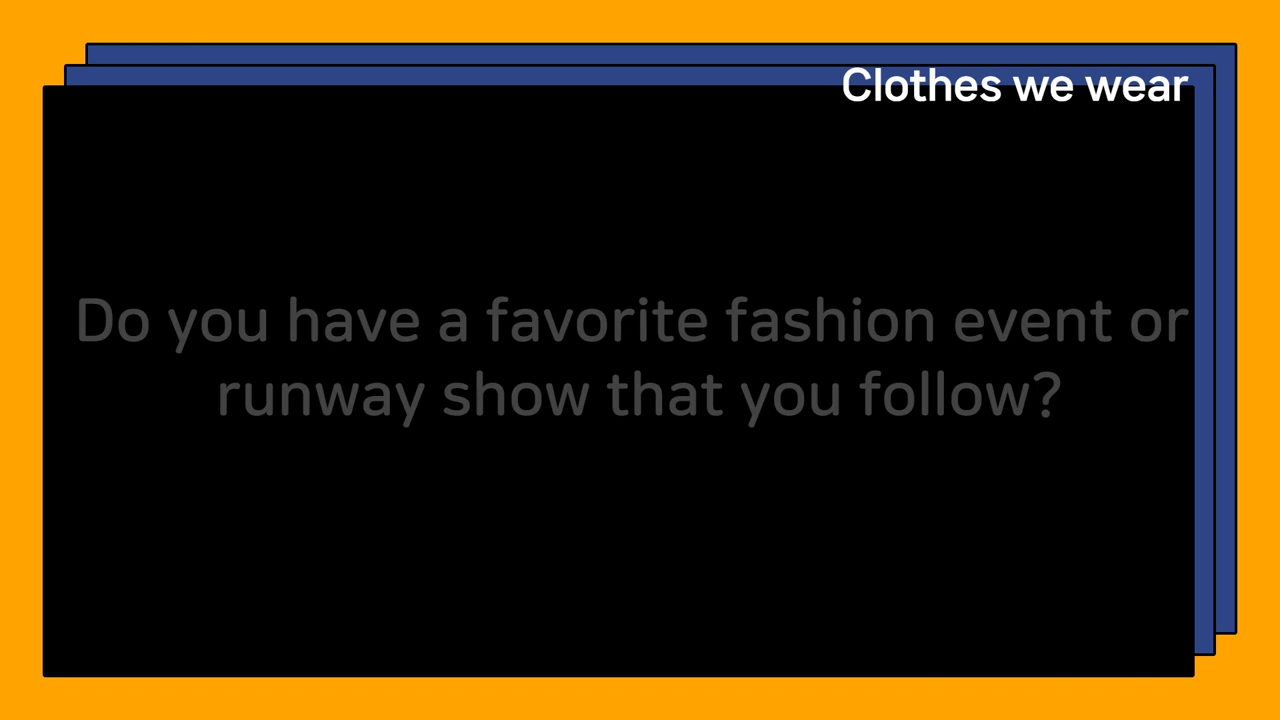 Clothes we wear
Do you have a favorite fashion event or
runway show that you follow?